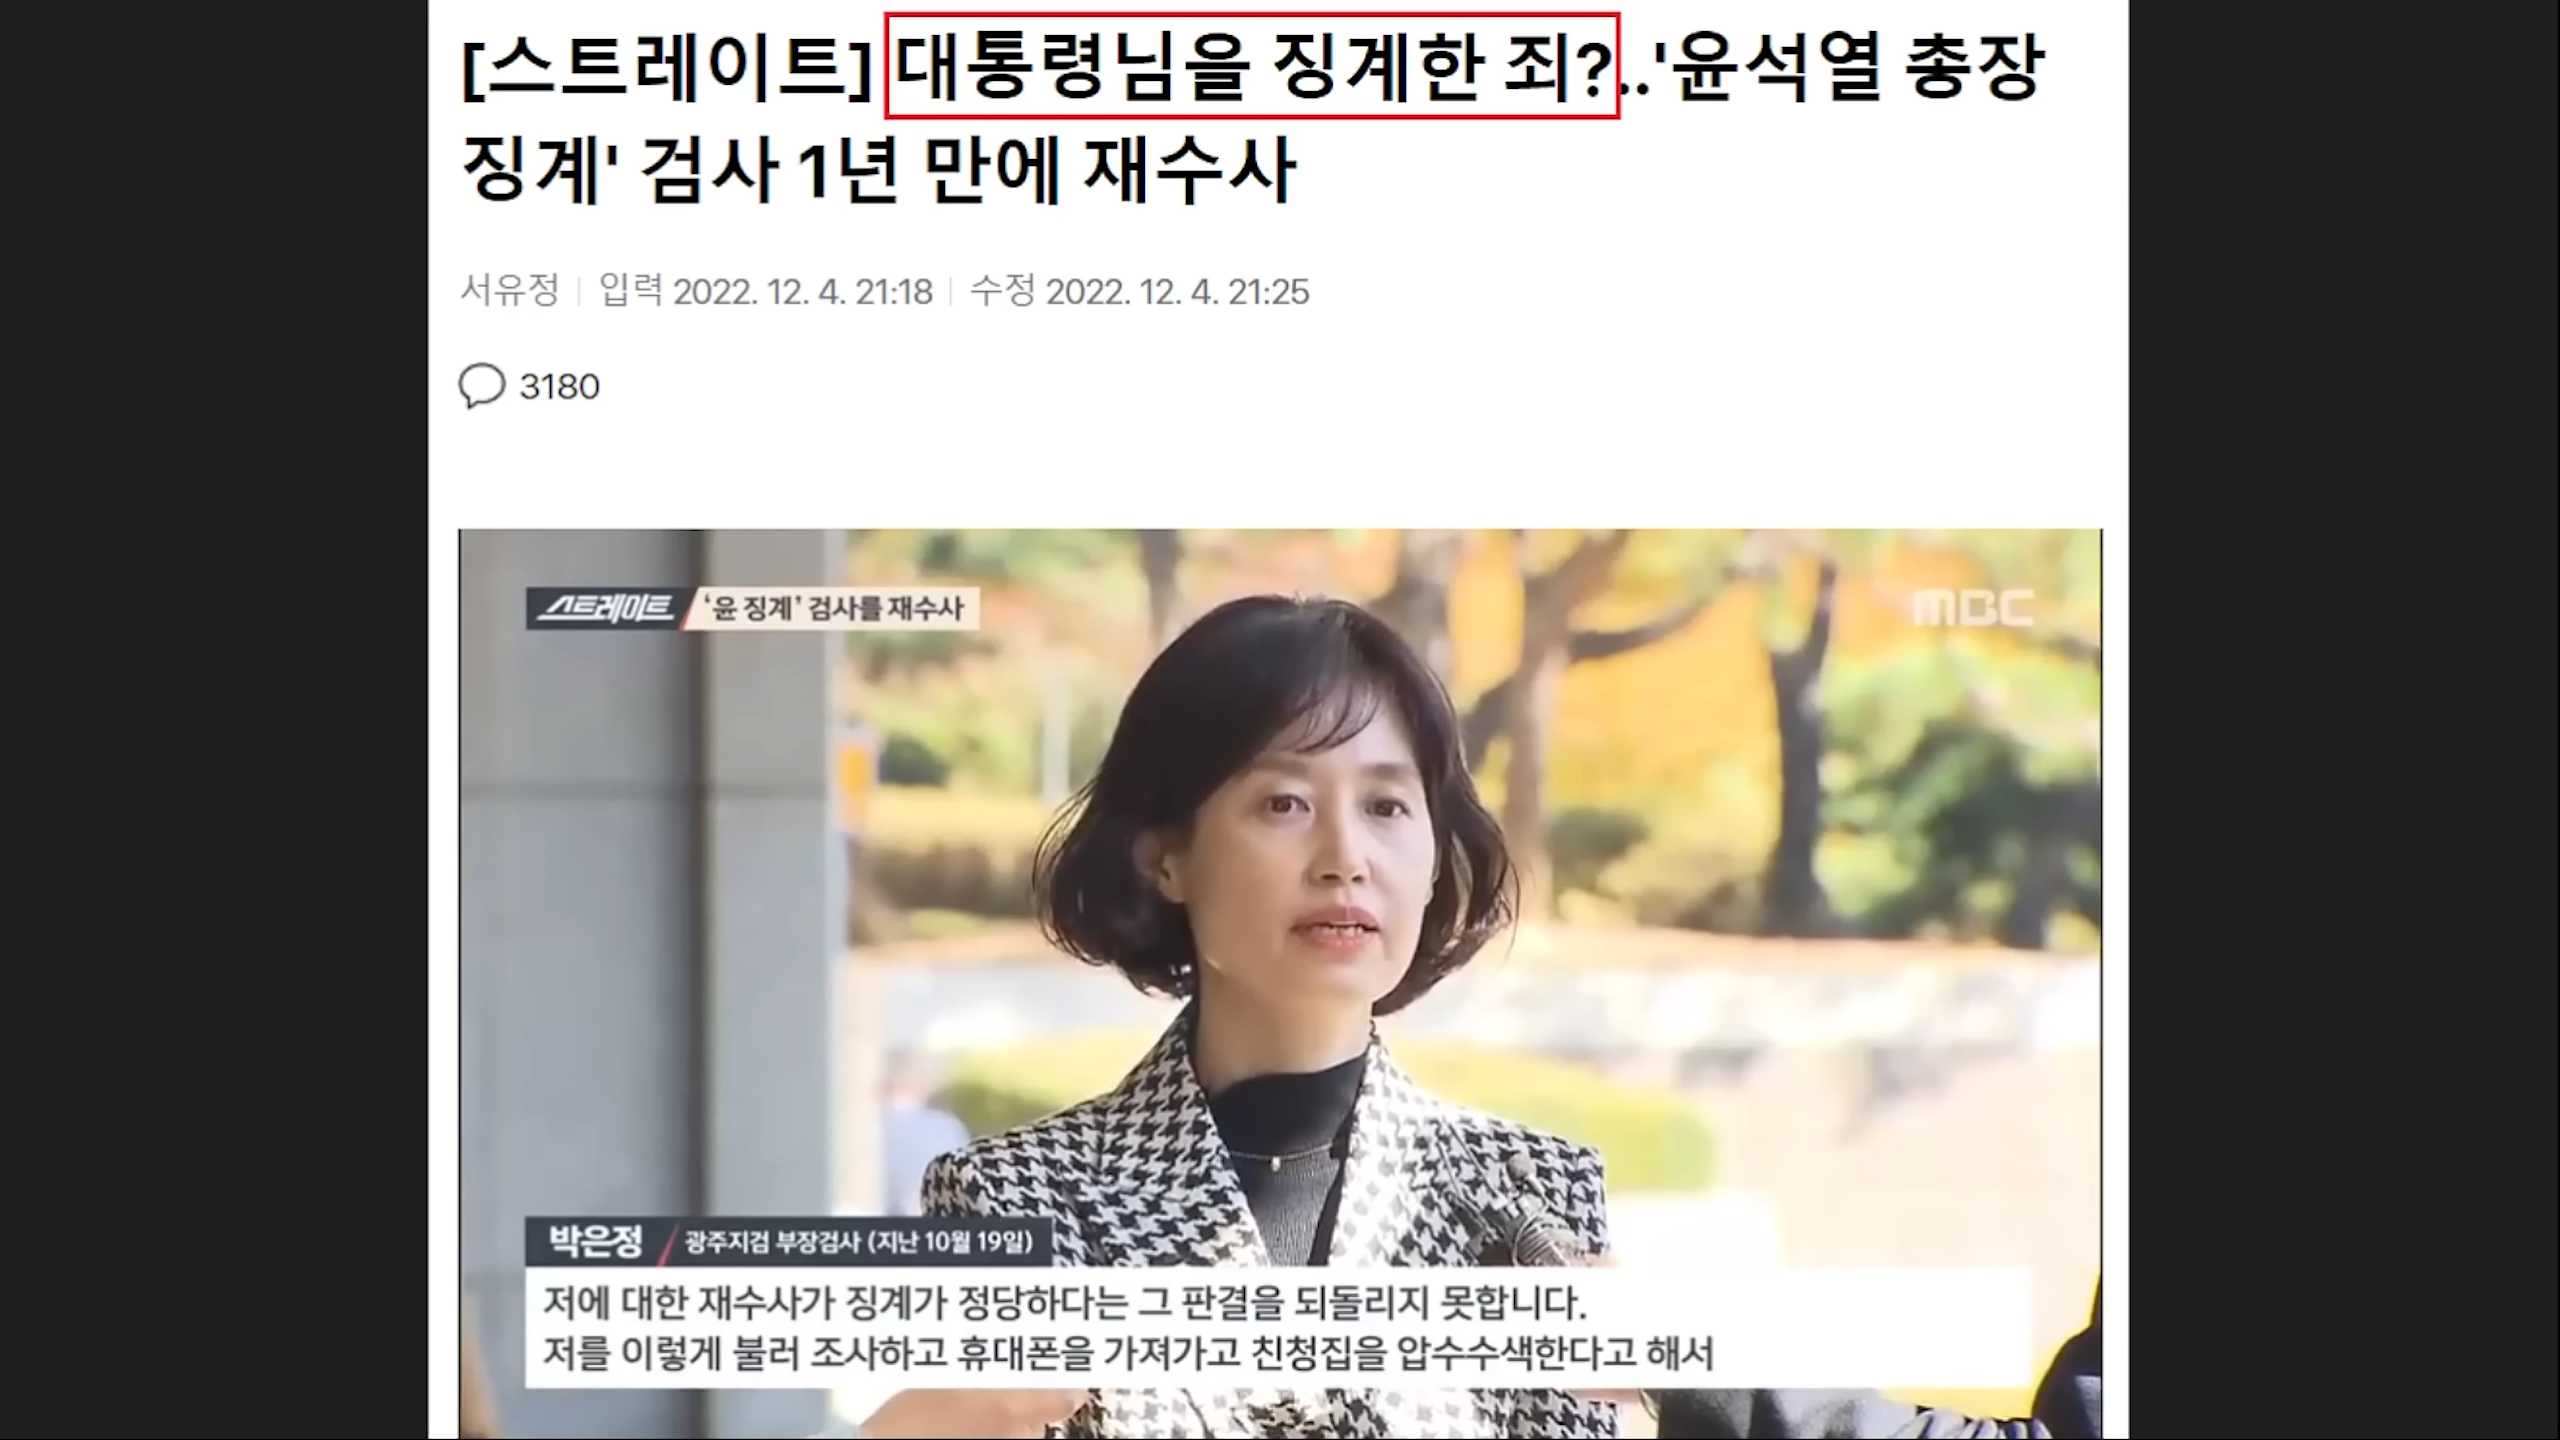 [스트레이트] 대통령님을 징계한 죄?..'윤석열 총장
징계' 검사 1년 만에 재수사
서유정 입력 2022. 12. 4. 21:18 수정 2022. 12. 4. 21:25
3180
스트레이트 '윤 징계' 검사를 재수사
MBC
박은정 광주지검 부장검사 (지난 10월 19일)
저에 대한 재수사가 징계가 정당하다는 그 판결을 되돌리지 못합니다.
저를 이렇게 불러 조사하고 휴대폰을 가져가고 친청집을 압수수색한다고 해서